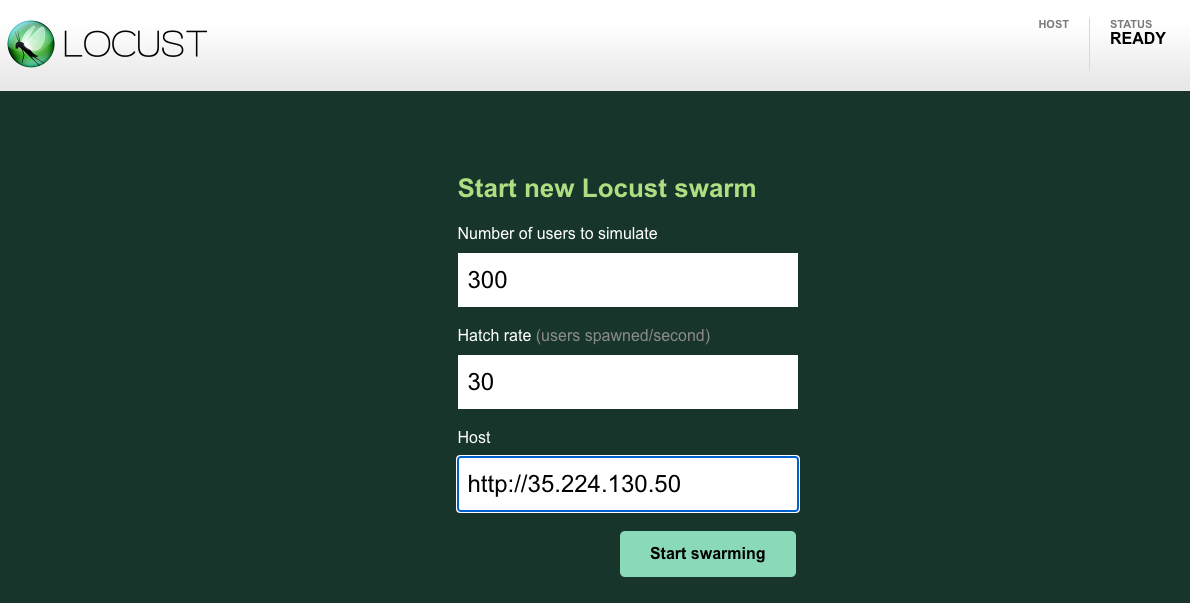 LOCUST
HOST
STATUS
READY
Start new Locust swarm
Number of users to simulate
300
Hatch rate (users spawned/second)
30
Host
http://35.224.130.50
Start swarming